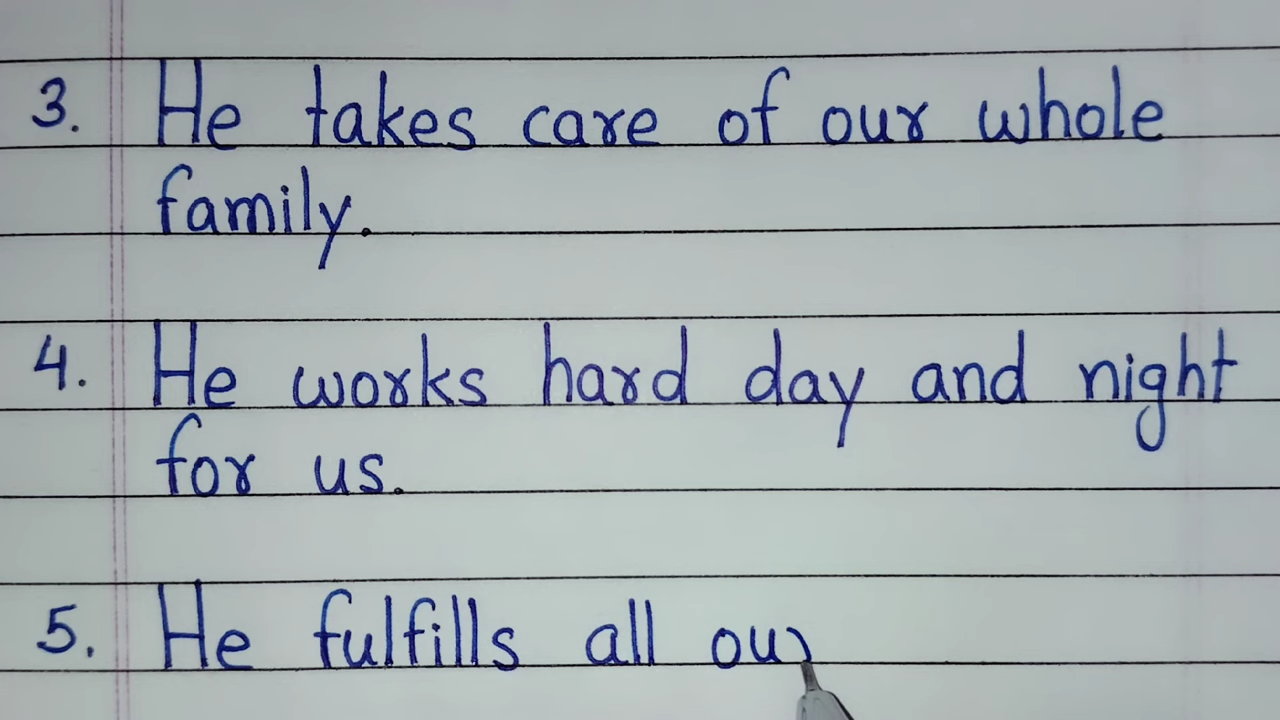 3. He takes care of our whole
family.
4. He works hard day and night
for us.
5. He fulfills all ou